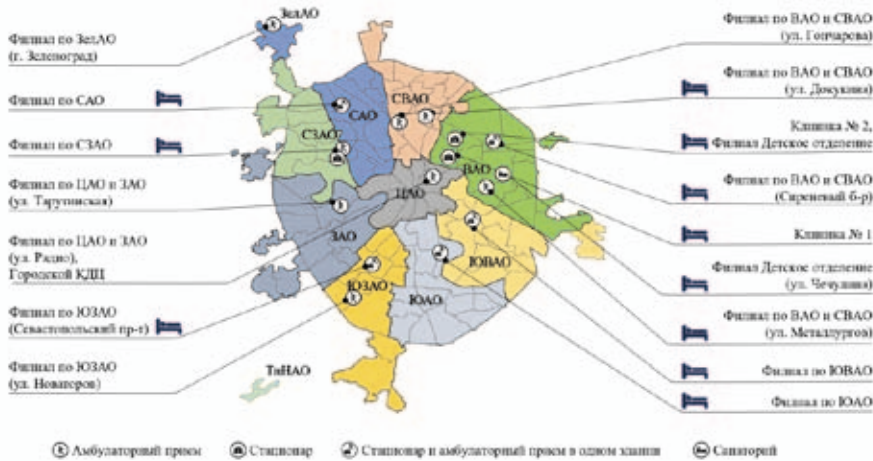 ЗелАО
Филиал по ЗелАО
(г. Зеленоград)
Филиал по САО
Филиал по СЗАО
Филиал по ЦАО и ЗАО
(ул. Тарутинская)
Филиал по ЦАО и ЗАО
(ул. Радио),
Городской КДЦ
Филиал по ЮЗАО
(Севастопольский пр-т)
Филиал по ЮЗАО
(ул. Новаторов)
САО
СВАО
СЗАО
ВАО
ЦАО
ЗАО
ЮВАО
ЮЗАО
ЮАО
ТиНАО
Филиал по ВАО и СВАО
(ул. Гончарова)
Филиал по ВАО и СВАО
(ул. Докукина)
Клиника № 2,
Филиал Детское отделение
Филиал по ВАО и СВАО
(Сиреневый б-р)
Клиника № 1
Филиал Детское отделение
(ул. Чечулина)
Филиал по ВАО и СВАО
(ул. Металлургов)
Филиал по ЮВАО
Филиал по ЮАО
Амбулаторный прием
Стационар
Стационар и амбулаторный прием в одном здании
Санаторий